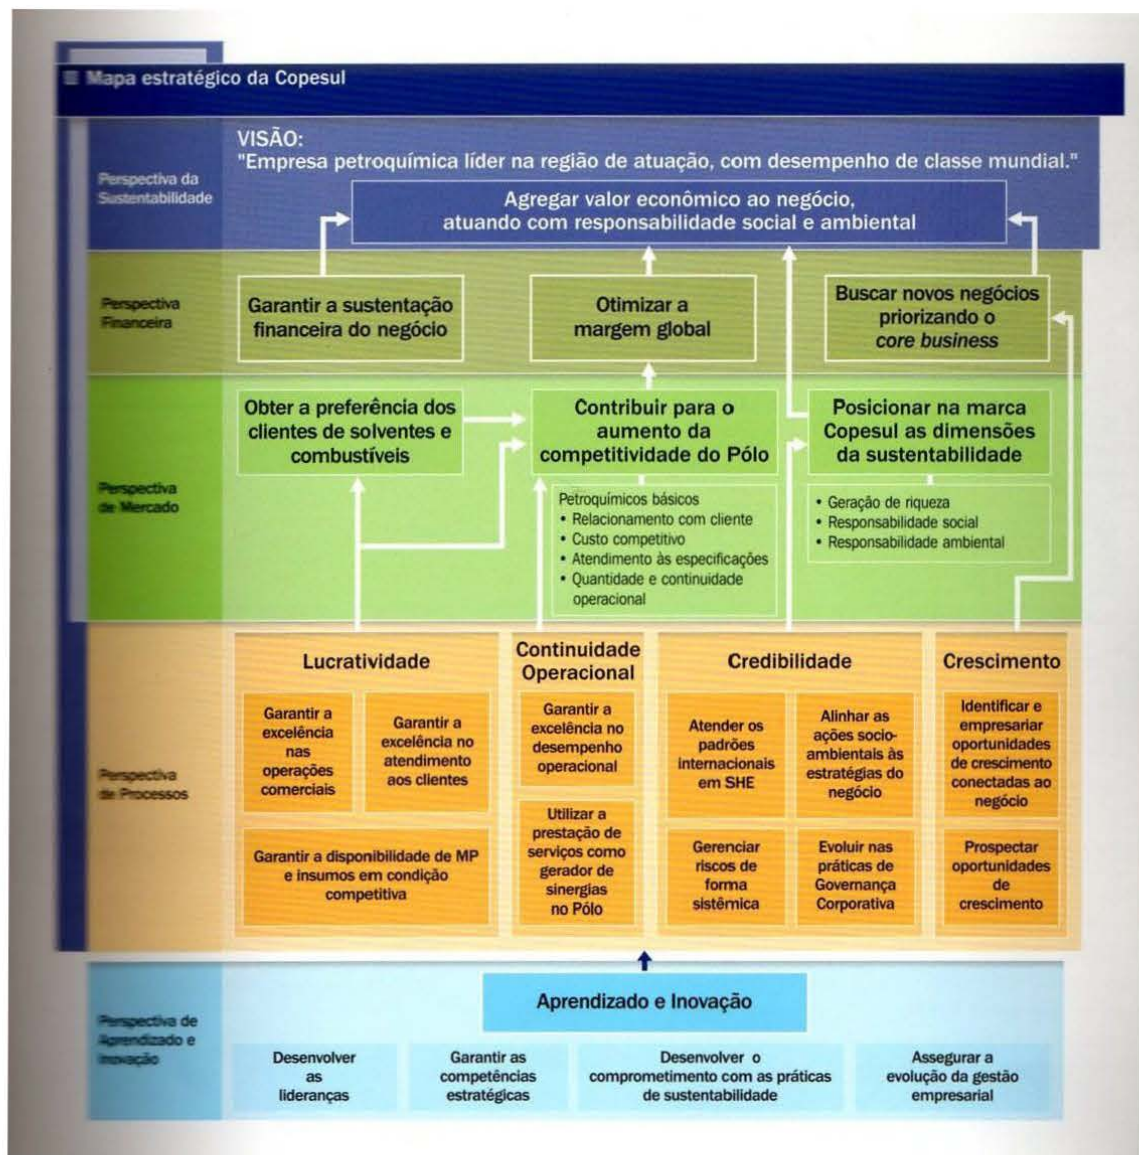 Mapa estratégico da Copesul
Perspectiva da
Sustentabilidade
VISÃO:
"Empresa petroquímica líder na região de atuação, com desempenho de classe mundial."
Agregar valor econômico ao negócio,
atuando com responsabilidade social e ambiental
Perspectiva
Financeira
Garantir a sustentação
financeira do negócio
Otimizar a
margem global
Buscar novos negócios
priorizando o
core business
Perspectiva
de Mercado
Obter a preferência dos
clientes de solventes e
combustíveis
Contribuir para o
aumento da
competitividade do Pólo
Petroquímicos básicos
• Relacionamento com cliente
• Custo competitivo
• Atendimento às especificações
• Quantidade e continuidade
operacional
Posicionar na marca
Copesul as dimensões
da sustentabilidade
• Geração de riqueza
• Responsabilidade social
• Responsabilidade ambiental
Perspectiva
de Processos
Lucratividade
Garantir a
excelência
nas
operações
comerciais
Garantir a
excelência no
atendimento
aos clientes
Garantir a disponibilidade de MP
e insumos em condição
competitiva
Continuidade
Operacional
Garantir a
excelência no
desempenho
operacional
Utilizar a
prestação de
serviços como
gerador de
sinergias
no Pólo
Credibilidade
Atender os
padrões
internacionais
em SHE
Alinhar as
ações socio-
ambientais às
estratégias do
negócio
Gerenciar
riscos de
forma
sistêmica
Evoluir nas
práticas de
Governança
Corporativa
Crescimento
Identificar e
empresariar
oportunidades
de crescimento
conectadas ao
negócio
Prospectar
oportunidades
de
crescimento
Perspectiva de
Aprendizado e
Inovação
Aprendizado e Inovação
Desenvolver
as
lideranças
Garantir as
competências
estratégicas
Desenvolver o
comprometimento com as práticas
de sustentabilidade
Assegurar a
evolução da gestão
empresarial